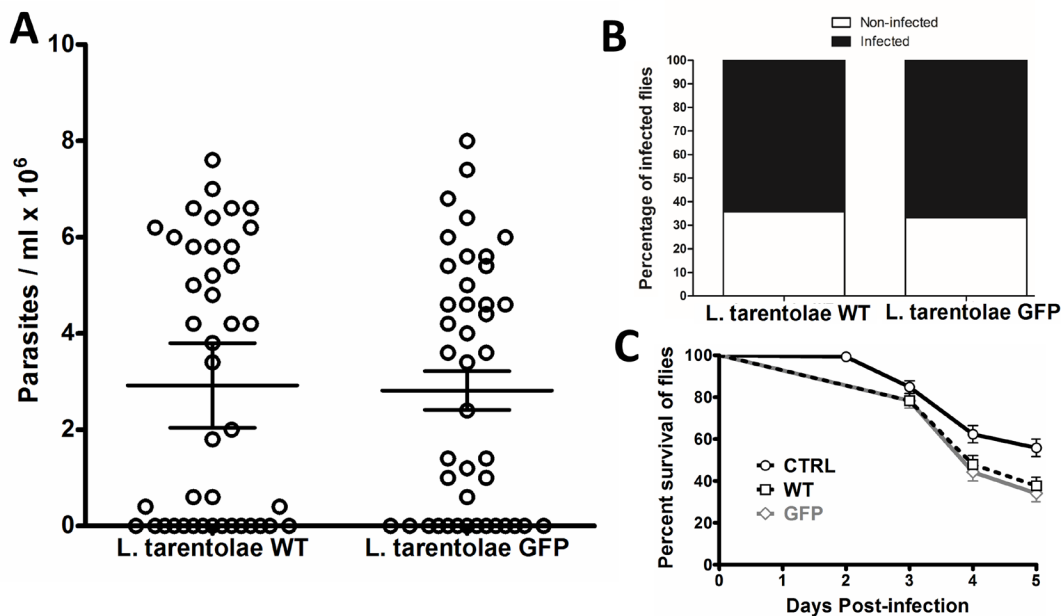 A
10
8
6
4
2
0
Parasites / ml x 10⁶
L. tarentolae WT
L. tarentolae GFP
B
Non-infected
Infected
100
90
80
70
60
50
40
30
20
10
0
Percentage of infected flies
L. tarentolae WT
L. tarentolae GFP
C
100
80
60
40
20
0
Percent survival of flies
CTRL
WT
GFP
0 1 2 3 4 5
Days Post-infection